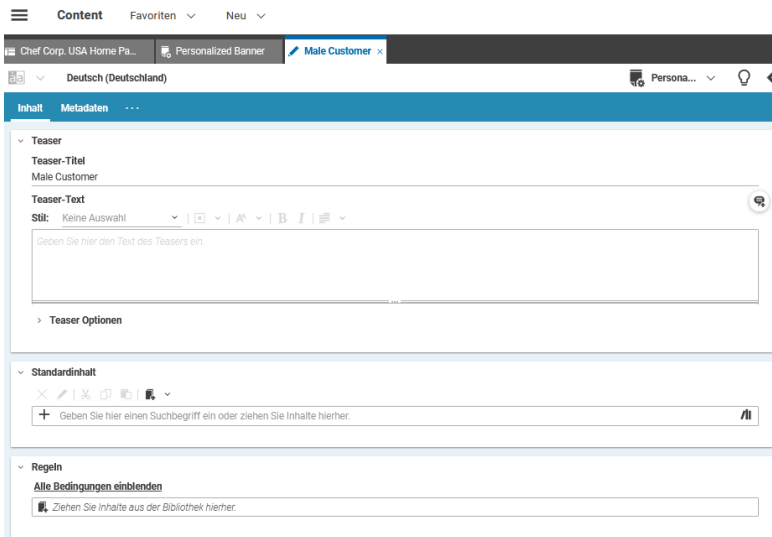 Content Favoriten Neu
Chef Corp. USA Home Pa... Personalized Banner Male Customer ×
Deutsch (Deutschland) Persona...
Inhalt Metadaten ...
Teaser
Teaser-Titel
Male Customer
Teaser-Text
Stil: Keine Auswahl B I
Geben Sie hier den Text des Teasers ein.
Teaser Optionen
Standardinhalt
Geben Sie hier einen Suchbegriff ein oder ziehen Sie Inhalte hierher.
Regeln
Alle Bedingungen einblenden
Ziehen Sie Inhalte aus der Bibliothek hierher.